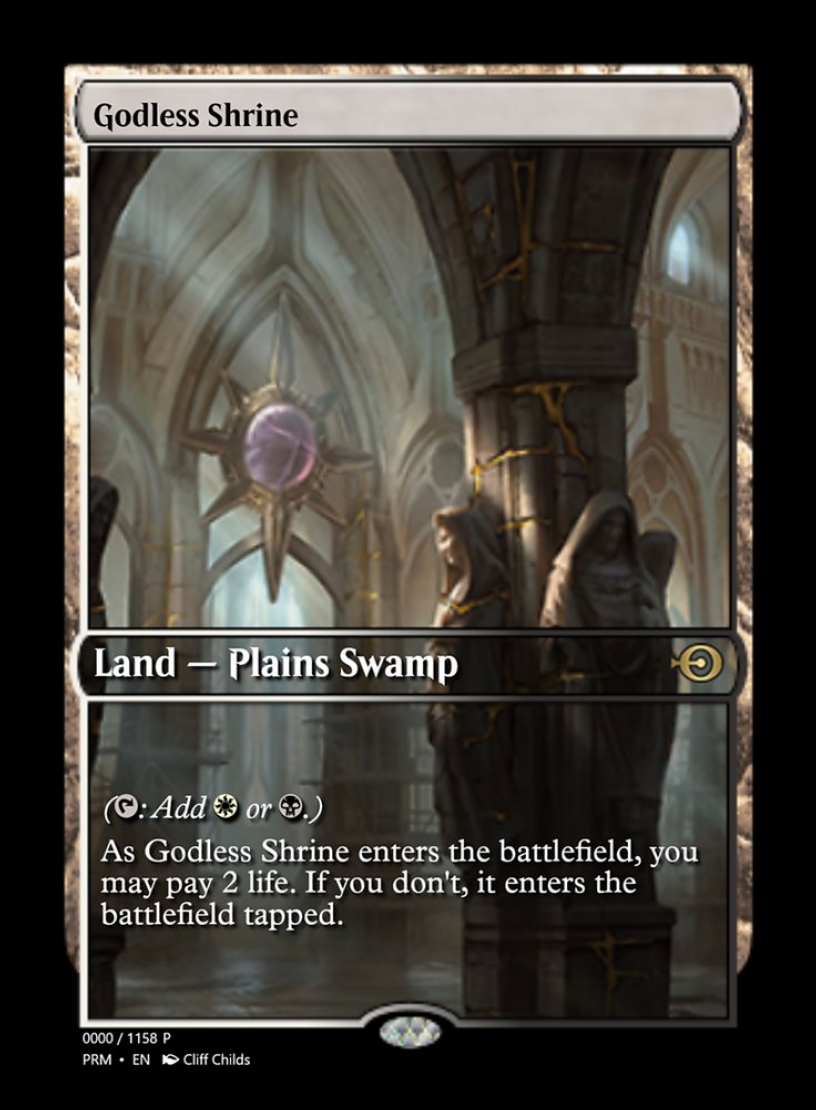 Godless Shrine
Land — Plains Swamp
(: Add or .)
As Godless Shrine enters the battlefield, you
may pay 2 life. If you don't, it enters the
battlefield tapped.
0000 / 1158 P
PRM • EN Cliff Childs